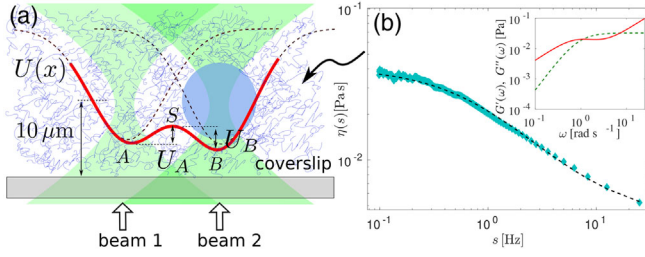 (a)
U(x)
10 μm
S
A
U_A
B
U_B
coverslip
beam 1
beam 2
(b)
10^-1
10^-2
η(s)[Pa s]
10^-1
10^0
10^1
s [Hz]
10^-1
10^-2
10^-3
10^-4
G'(ω), G''(ω) [Pa]
10^-1
10^0
10^1
ω [rad s -1]